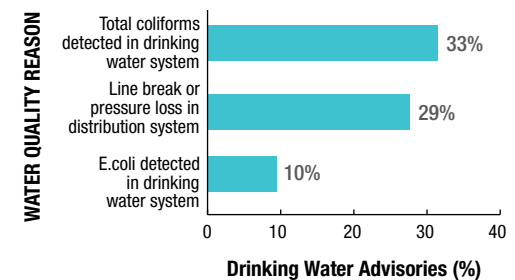 WATER QUALITY REASON
Total coliforms
detected in drinking
water system
33%
Line break or
pressure loss in
distribution system
29%
E.coli detected
in drinking
water system
10%
0 10 20 30 40
Drinking Water Advisories (%)